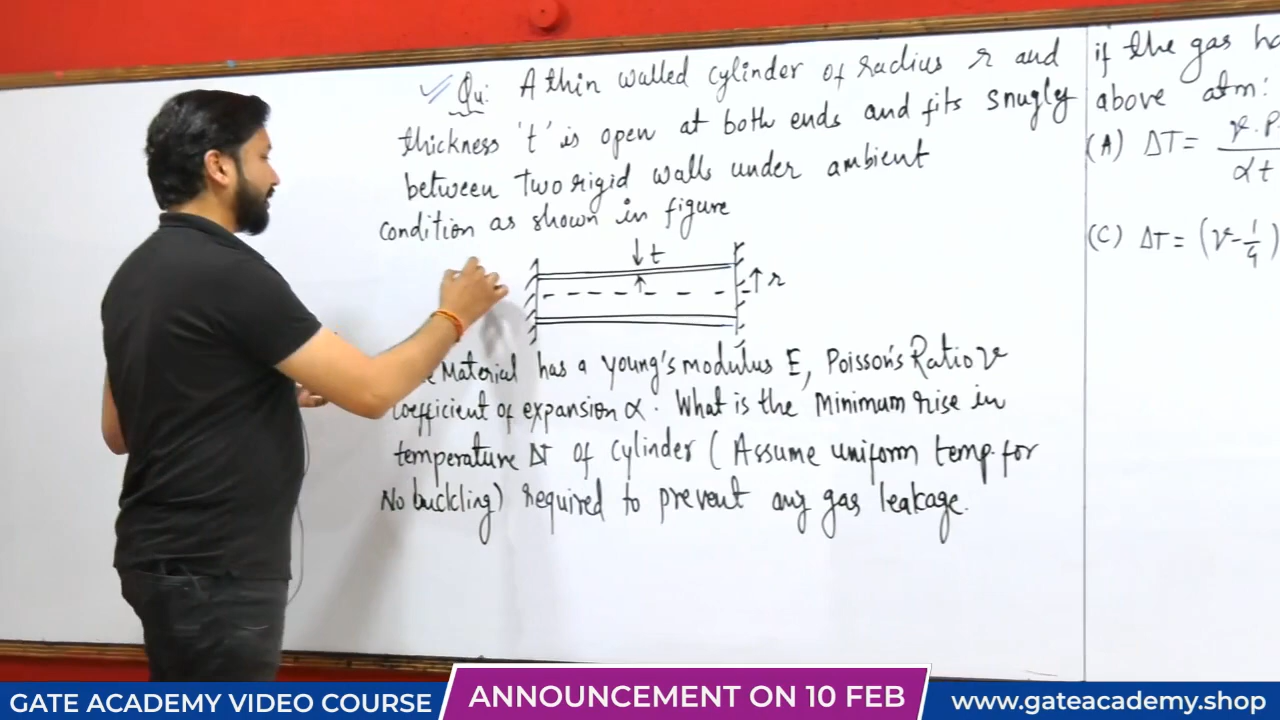 Qu: A thin walled cylinder of radius r and
thickness 't' is open at both ends and fits snugly
between two rigid walls under ambient
condition as shown in figure
t
r
Material has a young's modulus E, Poisson's Ratio ν
coefficient of expansion α. What is the Minimum rise in
temperature ΔT of cylinder (Assume uniform temp. for
No buckling) required to prevent any gas leakage.
if the gas
above atm:
(A) ΔT = ν.P
αt
(C) ΔT = (ν-1/4)
GATE ACADEMY VIDEO COURSE
ANNOUNCEMENT ON 10 FEB
www.gateacademy.shop